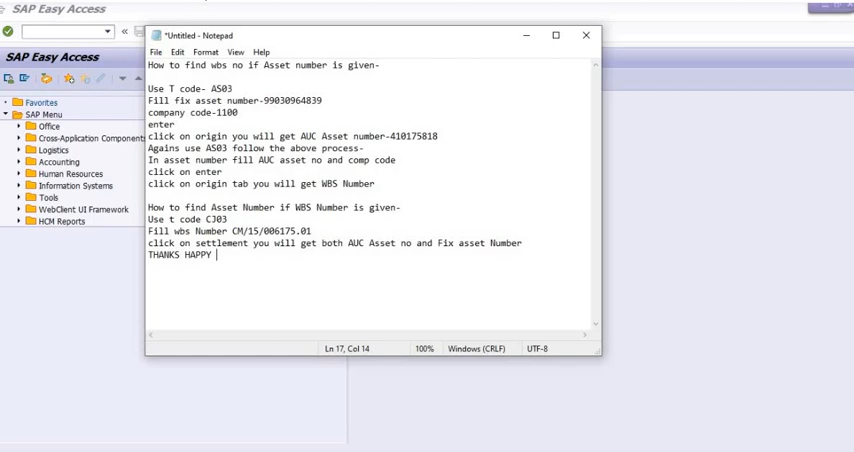 SAP Easy Access
SAP Easy Access
Favorites
SAP Menu
Office
Cross-Application Components
Logistics
Accounting
Human Resources
Information Systems
Tools
WebClient UI Framework
HCM Reports
*Untitled - Notepad
File Edit Format View Help
How to find wbs no if Asset number is given-
Use T code- AS03
Fill fix asset number-99030964839
company code-1100
enter
click on origin you will get AUC Asset number-410175818
Agains use AS03 follow the above process-
In asset number fill AUC asset no and comp code
click on enter
click on origin tab you will get WBS Number
How to find Asset Number if WBS Number is given-
Use t code CJ03
Fill wbs Number CM/15/006175.01
click on settlement you will get both AUC Asset no and Fix asset Number
THANKS HAPPY
Ln 17, Col 14 100% Windows (CRLF) UTF-8